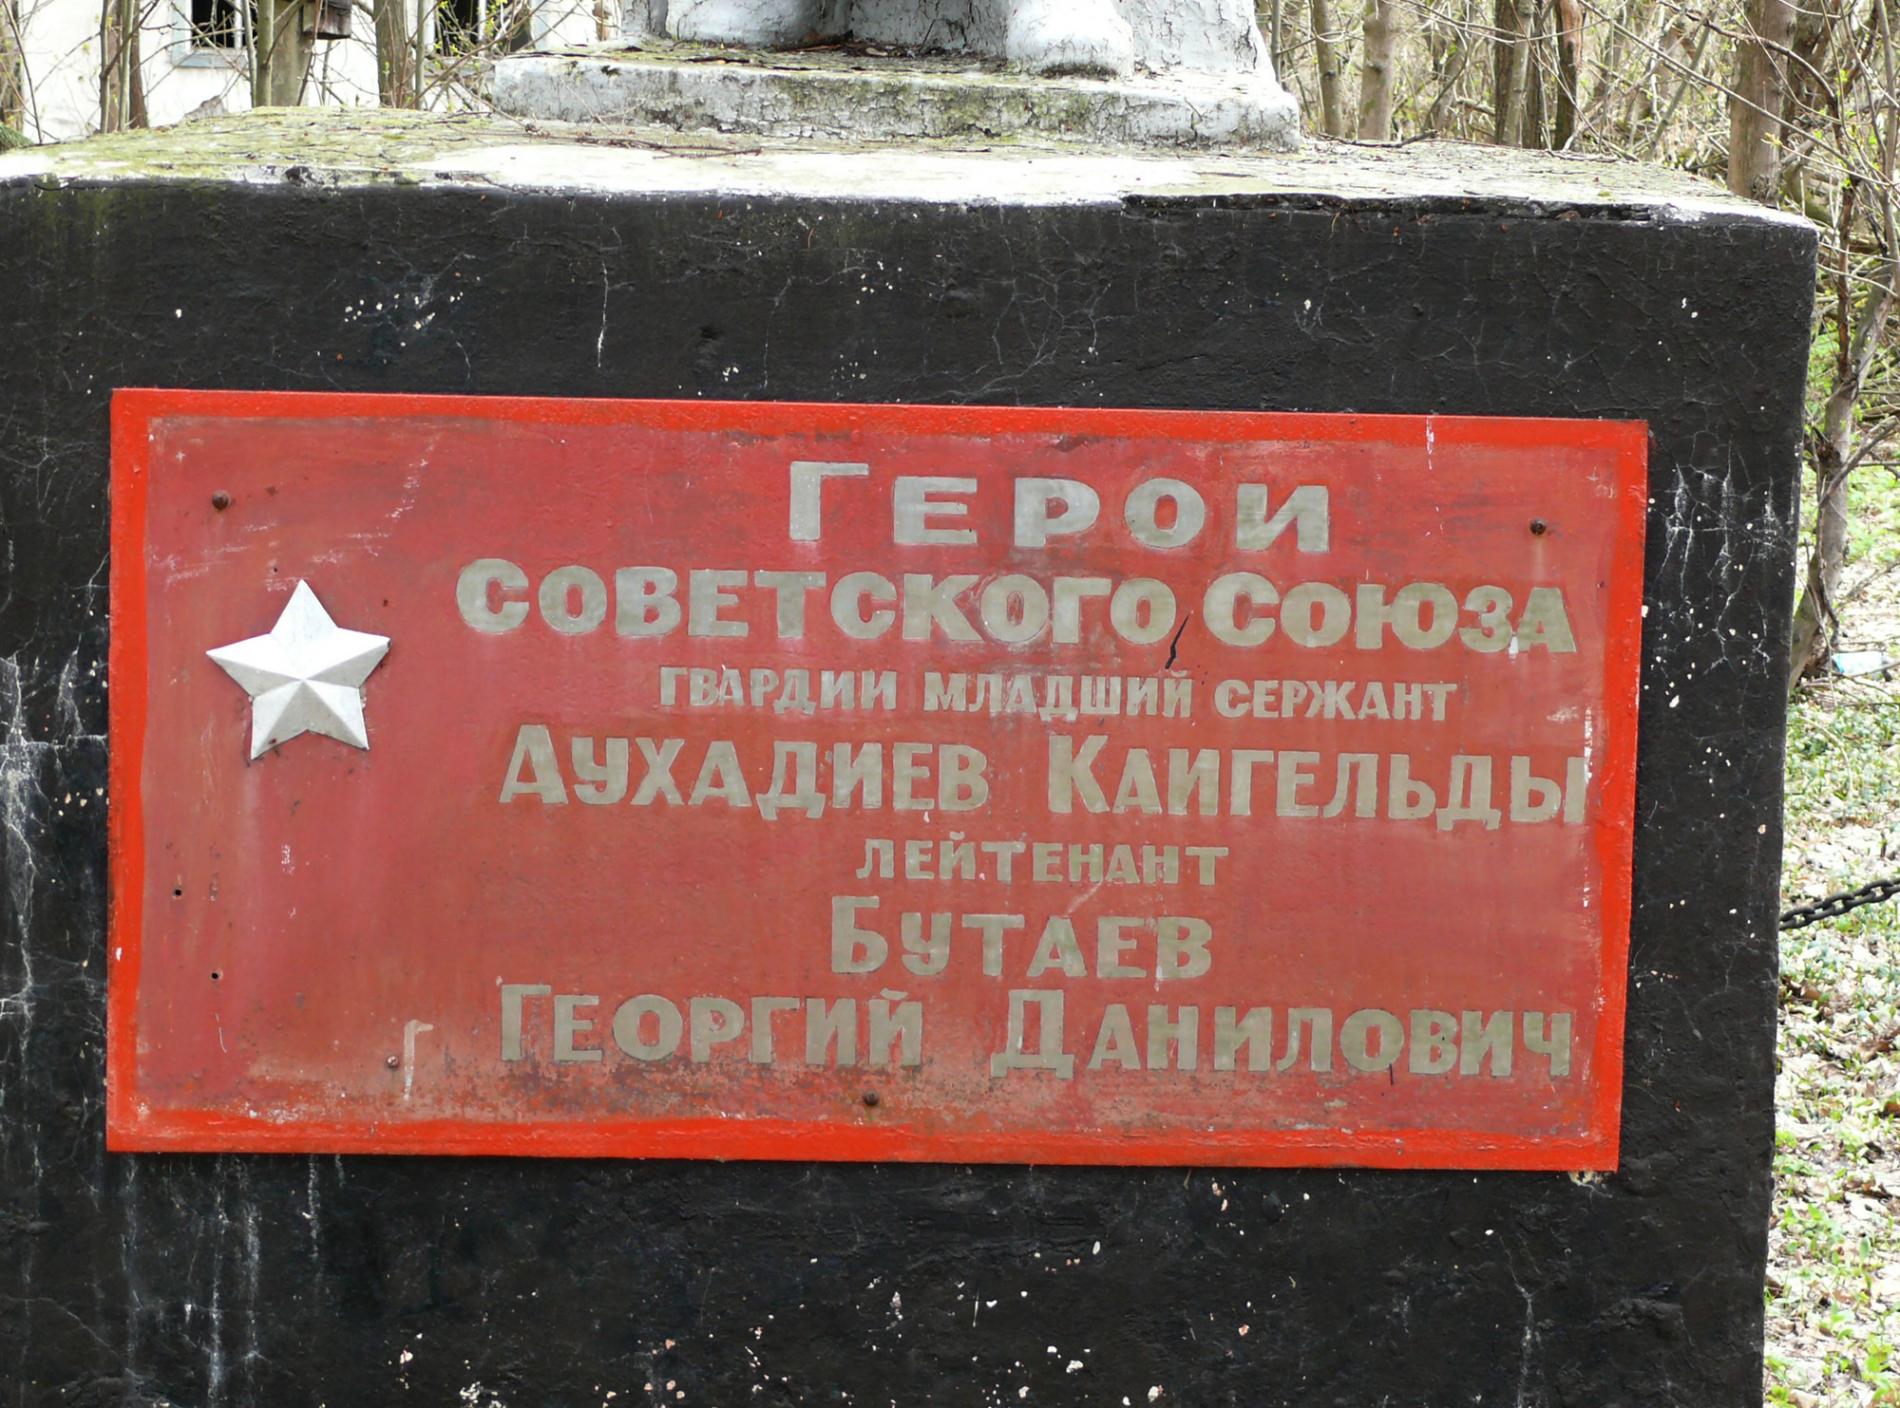 ГЕРОИ
СОВЕТСКОГО СОЮЗА
ГВАРДИИ МЛАДШИЙ СЕРЖАНТ
АУХАДИЕВ КАИГЕЛЬДЫ
ЛЕЙТЕНАНТ
БУТАЕВ
ГЕОРГИЙ ДАНИЛОВИЧ